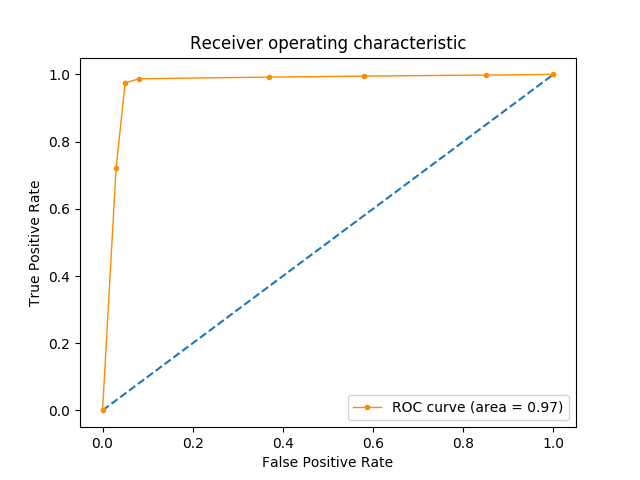 Receiver operating characteristic
1.0
0.8
0.6
0.4
0.2
0.0
True Positive Rate
ROC curve (area = 0.97)
0.0 0.2 0.4 0.6 0.8 1.0
False Positive Rate